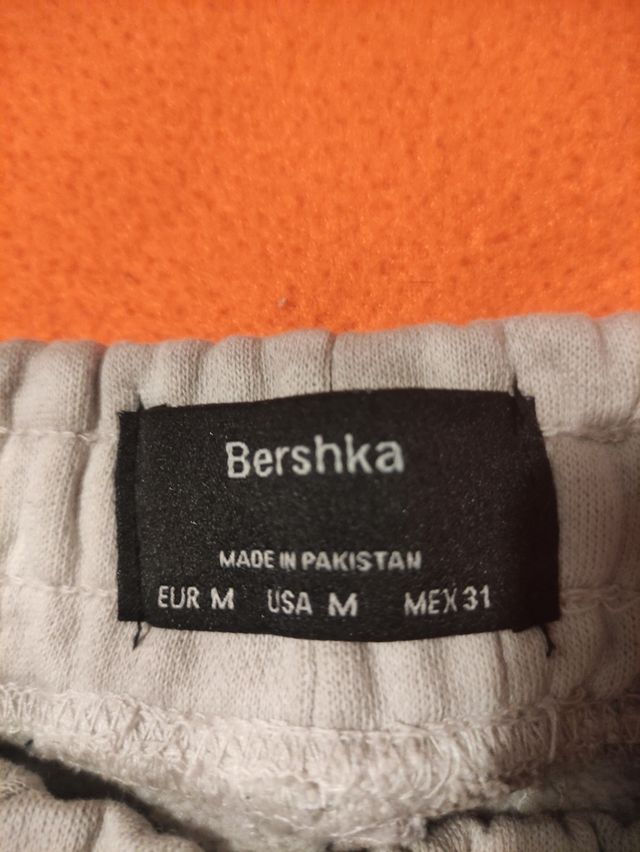 Bershka
MADE IN PAKISTAN
EUR M USA M MEX 31